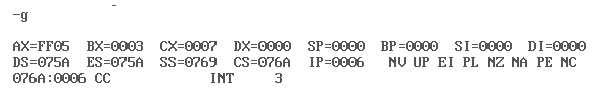 -g
AX=FF05 BX=0003 CX=0007 DX=0000 SP=0000 BP=0000 SI=0000 DI=0000
DS=075A ES=075A SS=0769 CS=076A IP=0006 NV UP EI PL NZ NA PE NC
076A:0006 CC INT 3